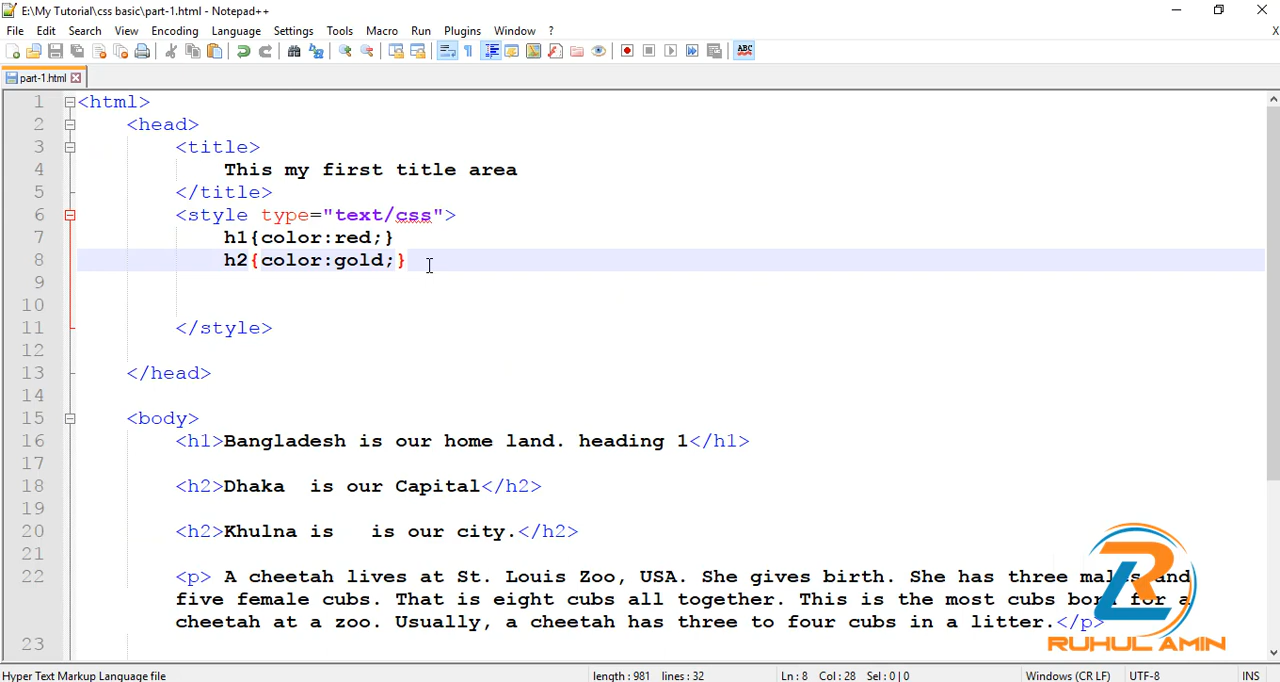 E:\My Tutorial\css basic\part-1.html - Notepad++
File Edit Search View Encoding Language Settings Tools Macro Run Plugins Window ? X
ABC
part-1.html
1 <html>
2 <head>
3 <title>
4 This my first title area
5 </title>
6 <style type="text/css">
7 h1{color:red;}
8 h2{color:gold;}
9
10
11 </style>
12
13 </head>
14
15 <body>
16 <h1>Bangladesh is our home land. heading 1</h1>
17
18 <h2>Dhaka  is our Capital</h2>
19
20 <h2>Khulna is   is our city.</h2>
21
22 <p> A cheetah lives at St. Louis Zoo, USA. She gives birth. She has three males and
five female cubs. That is eight cubs all together. This is the most cubs born for a
cheetah at a zoo. Usually, a cheetah has three to four cubs in a litter.</p>
23
RUHUL AMIN
Hyper Text Markup Language file length : 981 lines : 32 Ln : 8 Col : 28 Sel : 0 | 0 Windows (CR LF) UTF-8 INS